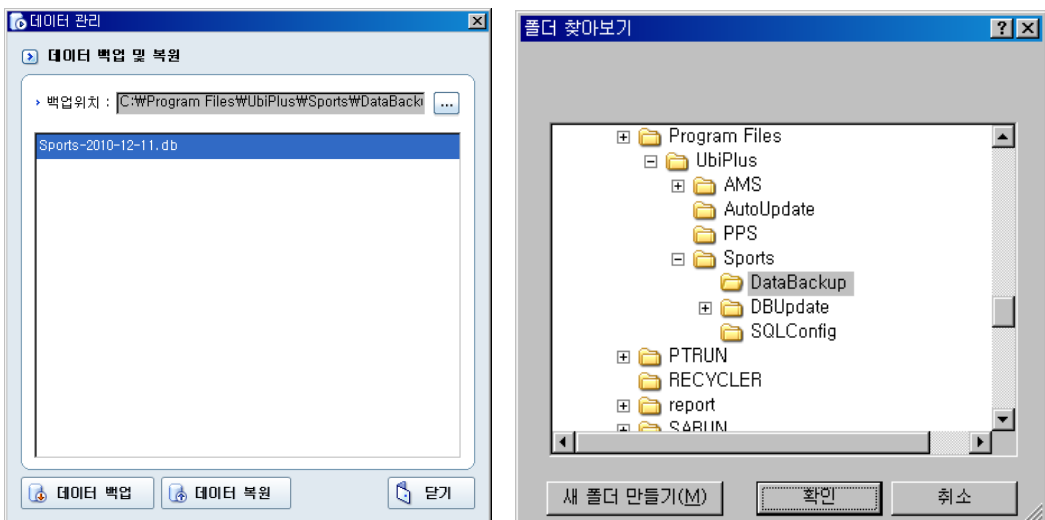 데이터 관리
데이터 백업 및 복원
백업위치 : C:₩Program Files₩UbiPlus₩Sports₩DataBack
...
Sports-2010-12-11.db
데이터 백업
데이터 복원
닫기
폴더 찾아보기
Program Files
UbiPlus
AMS
AutoUpdate
PPS
Sports
DataBackup
DBUpdate
SQLConfig
PTRUN
RECYCLER
report
SABUN
새 폴더 만들기(M)
확인
취소